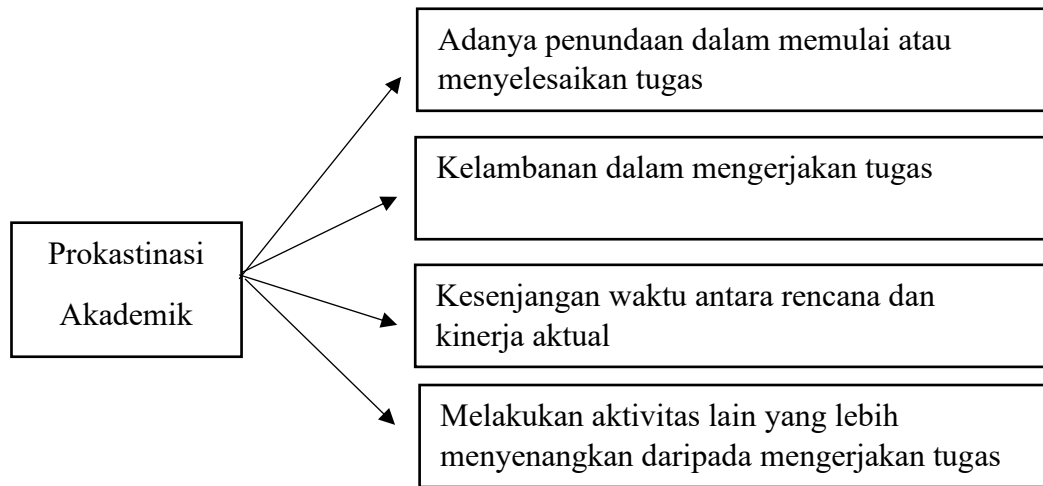 Adanya penundaan dalam memulai atau
menyelesaikan tugas
Kelambanan dalam mengerjakan tugas
Prokastinasi
Akademik
Kesenjangan waktu antara rencana dan
kinerja aktual
Melakukan aktivitas lain yang lebih
menyenangkan daripada mengerjakan tugas